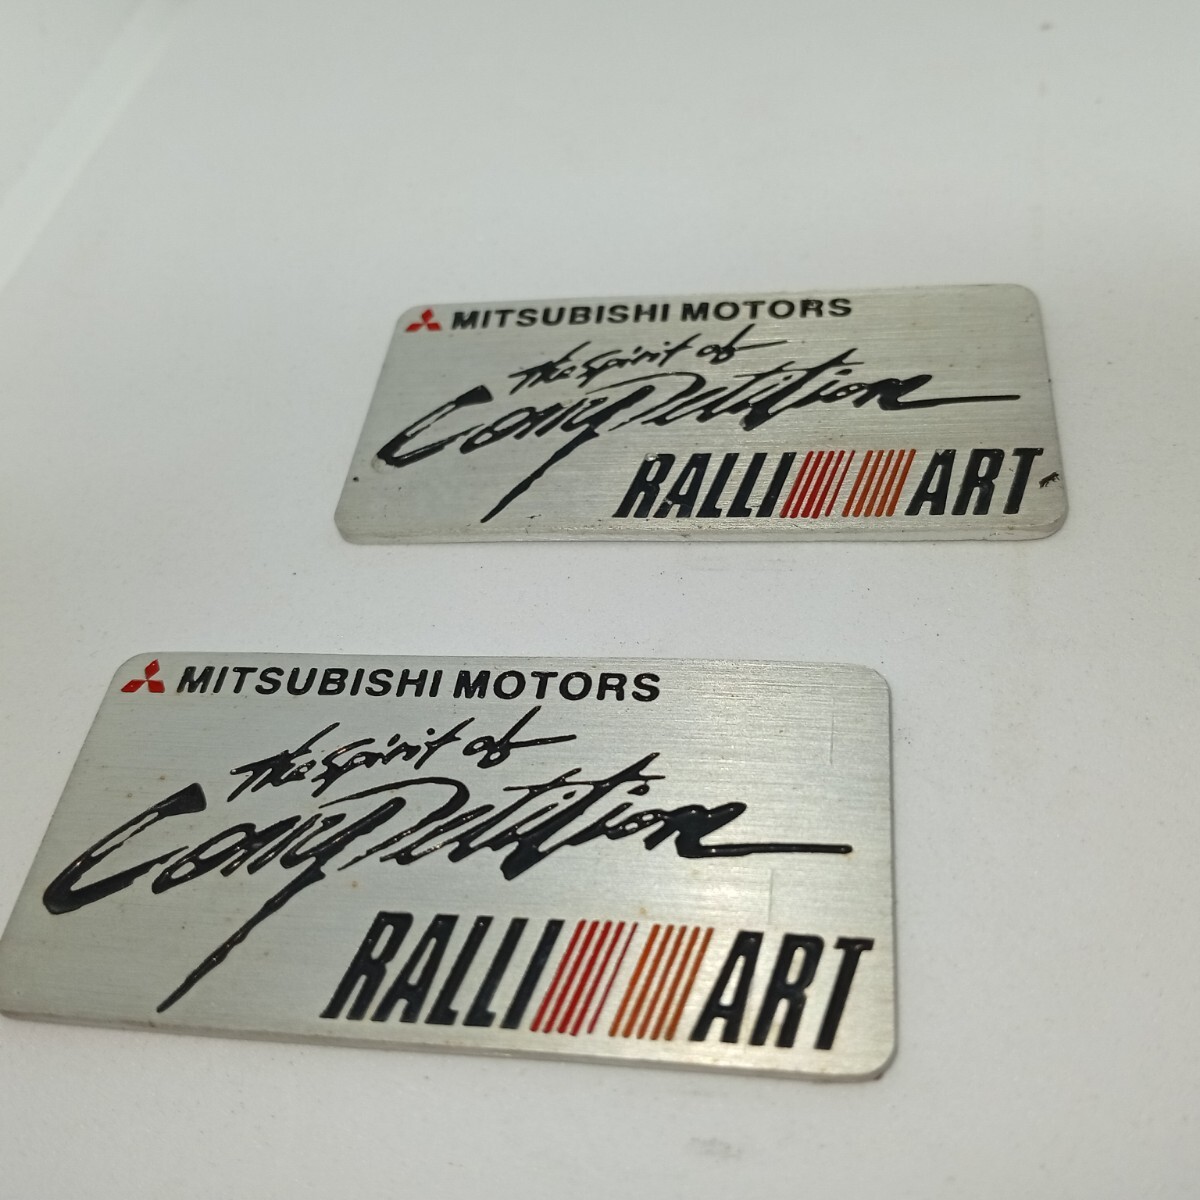 MITSUBISHI MOTORS
The Spirit of
Competition
RALLI ART
MITSUBISHI MOTORS
The Spirit of
Competition
RALLI ART